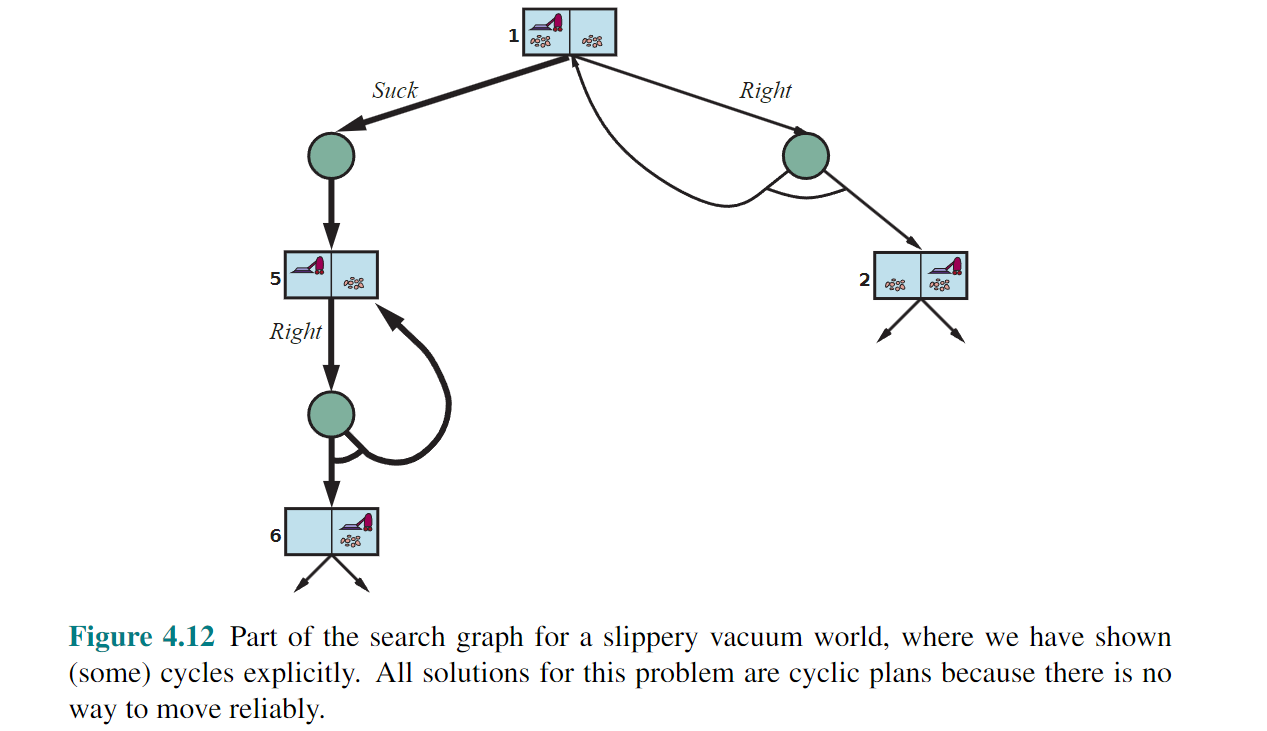 1
Suck
Right
5
2
Right
6
Figure 4.12 Part of the search graph for a slippery vacuum world, where we have shown
(some) cycles explicitly. All solutions for this problem are cyclic plans because there is no
way to move reliably.